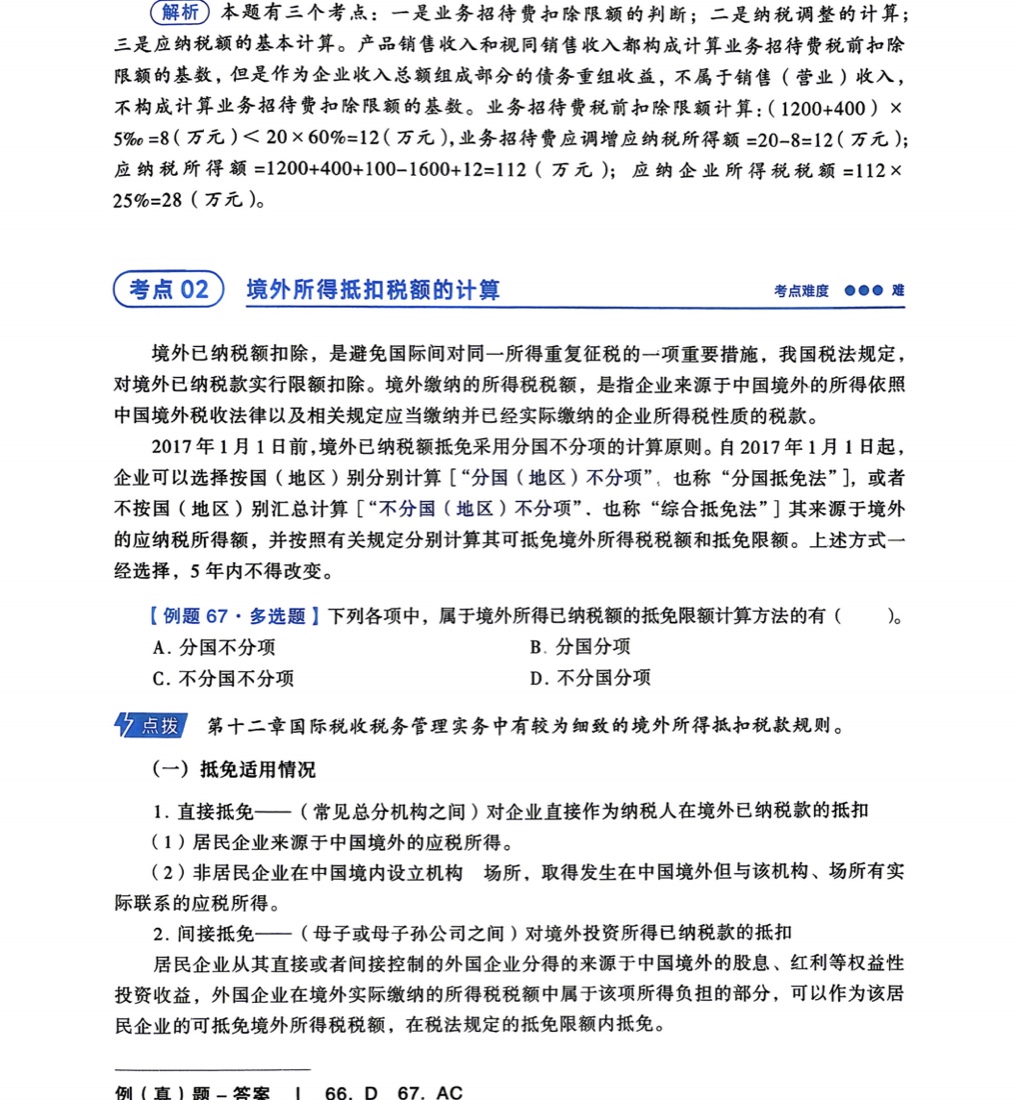 解析 本题有三个考点：一是业务招待费扣除限额的判断；二是纳税调整的计算；
三是应纳税额的基本计算。产品销售收入和视同销售收入都构成计算业务招待费税前扣除
限额的基数，但是作为企业收入总额组成部分的债务重组收益，不属于销售（营业）收入，
不构成计算业务招待费扣除限额的基数。业务招待费税前扣除限额计算：（1200+400）×
5‰ =8（万元）＜ 20×60%=12（万元），业务招待费应调增应纳税所得额 =20-8=12（万元）；
应纳税所得额 =1200+400+100-1600+12=112（万元）；应纳企业所得税税额 =112×
25%=28（万元）。
考点 02 境外所得抵扣税额的计算 考点难度 ●●● 难
境外已纳税额扣除，是避免国际间对同一所得重复征税的一项重要措施，我国税法规定，
对境外已纳税款实行限额扣除。境外缴纳的所得税税额，是指企业来源于中国境外的所得依照
中国境外税收法律以及相关规定应当缴纳并已经实际缴纳的企业所得税性质的税款。
2017 年 1 月 1 日前，境外已纳税额抵免采用分国不分项的计算原则。自 2017 年 1 月 1 日起，
企业可以选择按国（地区）别分别计算［“分国（地区）不分项”、也称“分国抵免法”］，或者
不按国（地区）别汇总计算［“不分国（地区）不分项”．也称“综合抵免法”］其来源于境外
的应纳税所得额，并按照有关规定分别计算其可抵免境外所得税税额和抵免限额。上述方式一
经选择，5 年内不得改变。
【例题 67·多选题】下列各项中，属于境外所得已纳税额的抵免限额计算方法的有（　　）。
A. 分国不分项 B. 分国分项
C. 不分国不分项 D. 不分国分项
点拨 第十二章国际税收税务管理实务中有较为细致的境外所得抵扣税款规则。
（一）抵免适用情况
1. 直接抵免——（常见总分机构之间）对企业直接作为纳税人在境外已纳税款的抵扣
（1）居民企业来源于中国境外的应税所得。
（2）非居民企业在中国境内设立机构　场所，取得发生在中国境外但与该机构、场所有实
际联系的应税所得。
2. 间接抵免——（母子或母子孙公司之间）对境外投资所得已纳税款的抵扣
居民企业从其直接或者间接控制的外国企业分得的来源于中国境外的股息、红利等权益性
投资收益，外国企业在境外实际缴纳的所得税税额中属于该项所得负担的部分，可以作为该居
民企业的可抵免境外所得税税额，在税法规定的抵免限额内抵免。
例（真）题 – 答案 | 66. D 67. AC